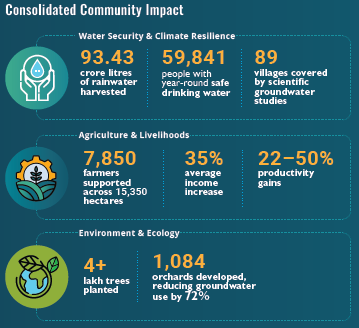 Consolidated Community Impact
Water Security & Climate Resilience
93.43
crore litres
of rainwater
harvested
59,841
people with
year-round safe
drinking water
89
villages covered
by scientific
groundwater
studies
Agriculture & Livelihoods
7,850
farmers
supported
across 15,350
hectares
35%
average
income
increase
22–50%
productivity
gains
Environment & Ecology
4+
lakh trees
planted
1,084
orchards developed,
reducing groundwater
use by 72%